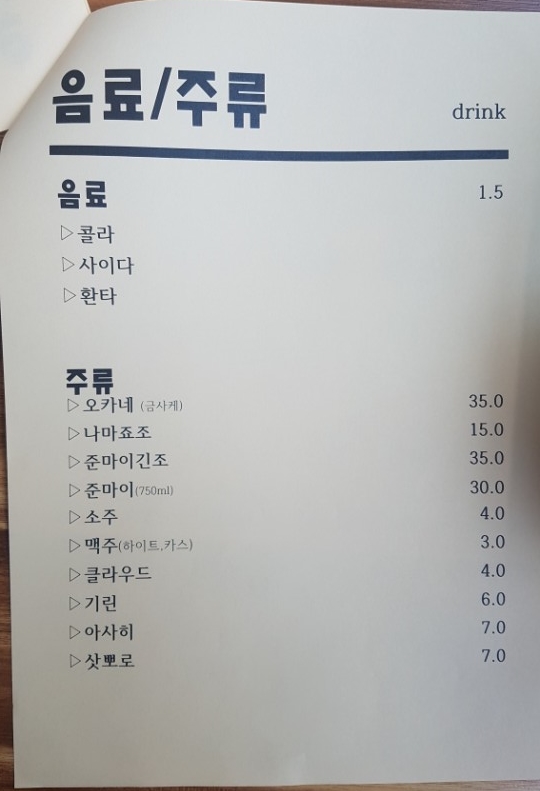 음료/주류 drink
음료 1.5
▷콜라
▷사이다
▷환타
주류
▷오카네 (금사케) 35.0
▷나마죠조 15.0
▷준마이긴조 35.0
▷준마이(750ml) 30.0
▷소주 4.0
▷맥주(하이트,카스) 3.0
▷클라우드 4.0
▷기린 6.0
▷아사히 7.0
▷삿뽀로 7.0